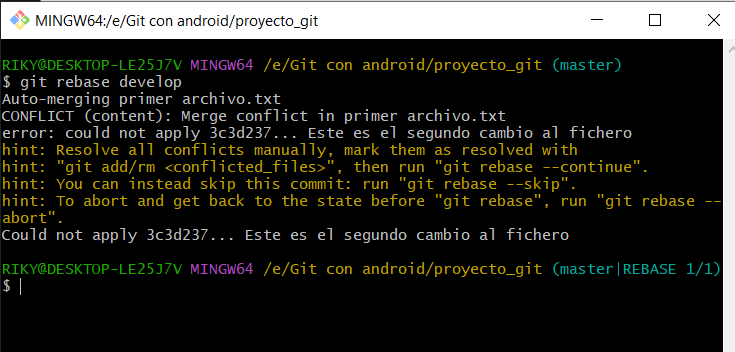 MINGW64:/e/Git con android/proyecto_git
RIKY@DESKTOP-LE25J7V MINGW64 /e/Git con android/proyecto_git (master)
$ git rebase develop
Auto-merging primer archivo.txt
CONFLICT (content): Merge conflict in primer archivo.txt
error: could not apply 3c3d237... Este es el segundo cambio al fichero
hint: Resolve all conflicts manually, mark them as resolved with
hint: "git add/rm <conflicted_files>", then run "git rebase --continue".
hint: You can instead skip this commit: run "git rebase --skip".
hint: To abort and get back to the state before "git rebase", run "git rebase --
abort".
Could not apply 3c3d237... Este es el segundo cambio al fichero
RIKY@DESKTOP-LE25J7V MINGW64 /e/Git con android/proyecto_git (master|REBASE 1/1)
$